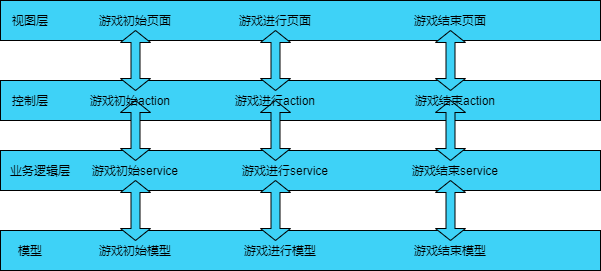 视图层 游戏初始页面 游戏进行页面 游戏结束页面
控制层 游戏初始action 游戏进行action 游戏结束action
业务逻辑层 游戏初始service 游戏进行service 游戏结束service
模型 游戏初始模型 游戏进行模型 游戏结束模型